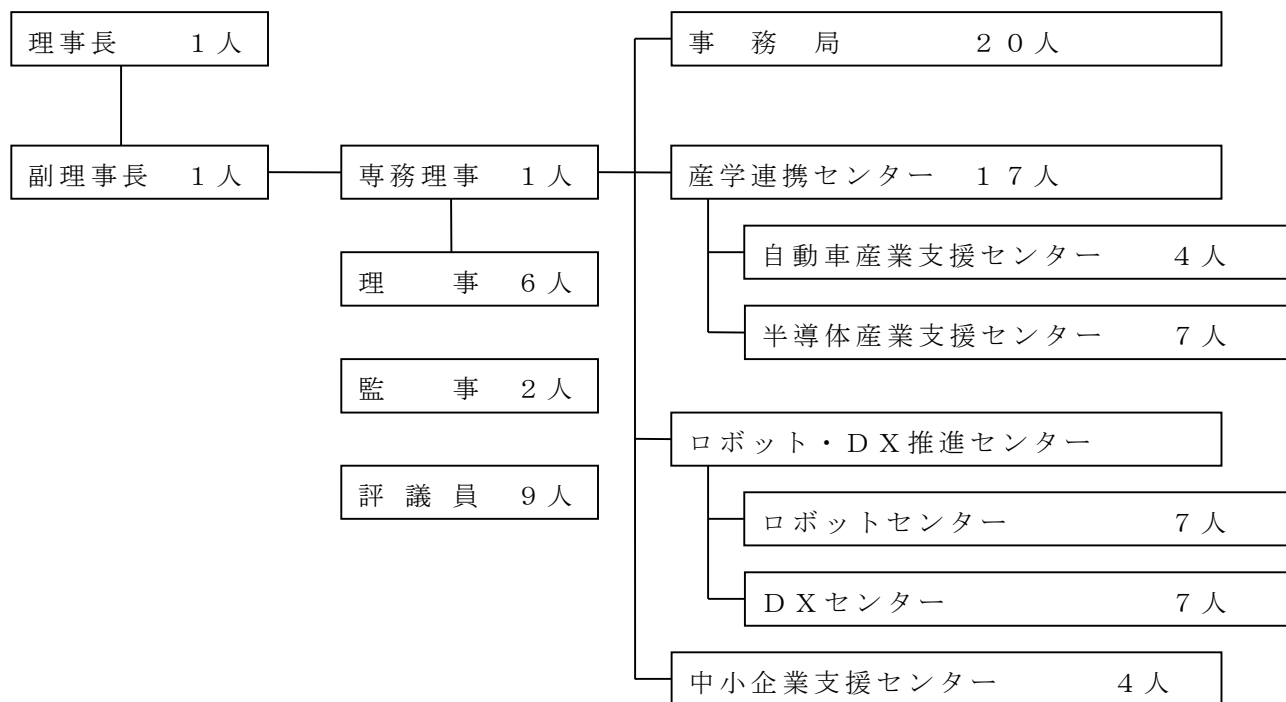 理事長　１人
副理事長　１人
専務理事　１人
理　事　６人
監　事　２人
評議員　９人
事務局　２０人
産学連携センター　１７人
自動車産業支援センター　４人
半導体産業支援センター　７人
ロボット・ＤＸ推進センター
ロボットセンター　７人
ＤＸセンター　７人
中小企業支援センター　４人